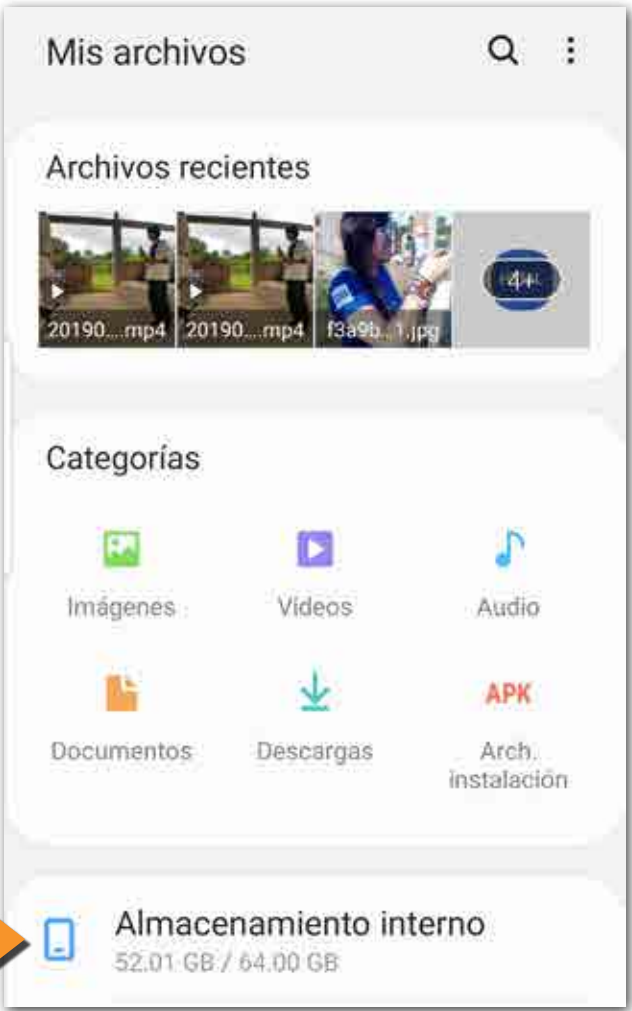 Mis archivos
Archivos recientes
20190....mp4
20190....mp4
f3a9b...1.jpg
4+
Categorías
Imágenes
Videos
Audio
Documentos
Descargas
APK
Arch.
instalación
Almacenamiento interno
52.01 GB / 64.00 GB